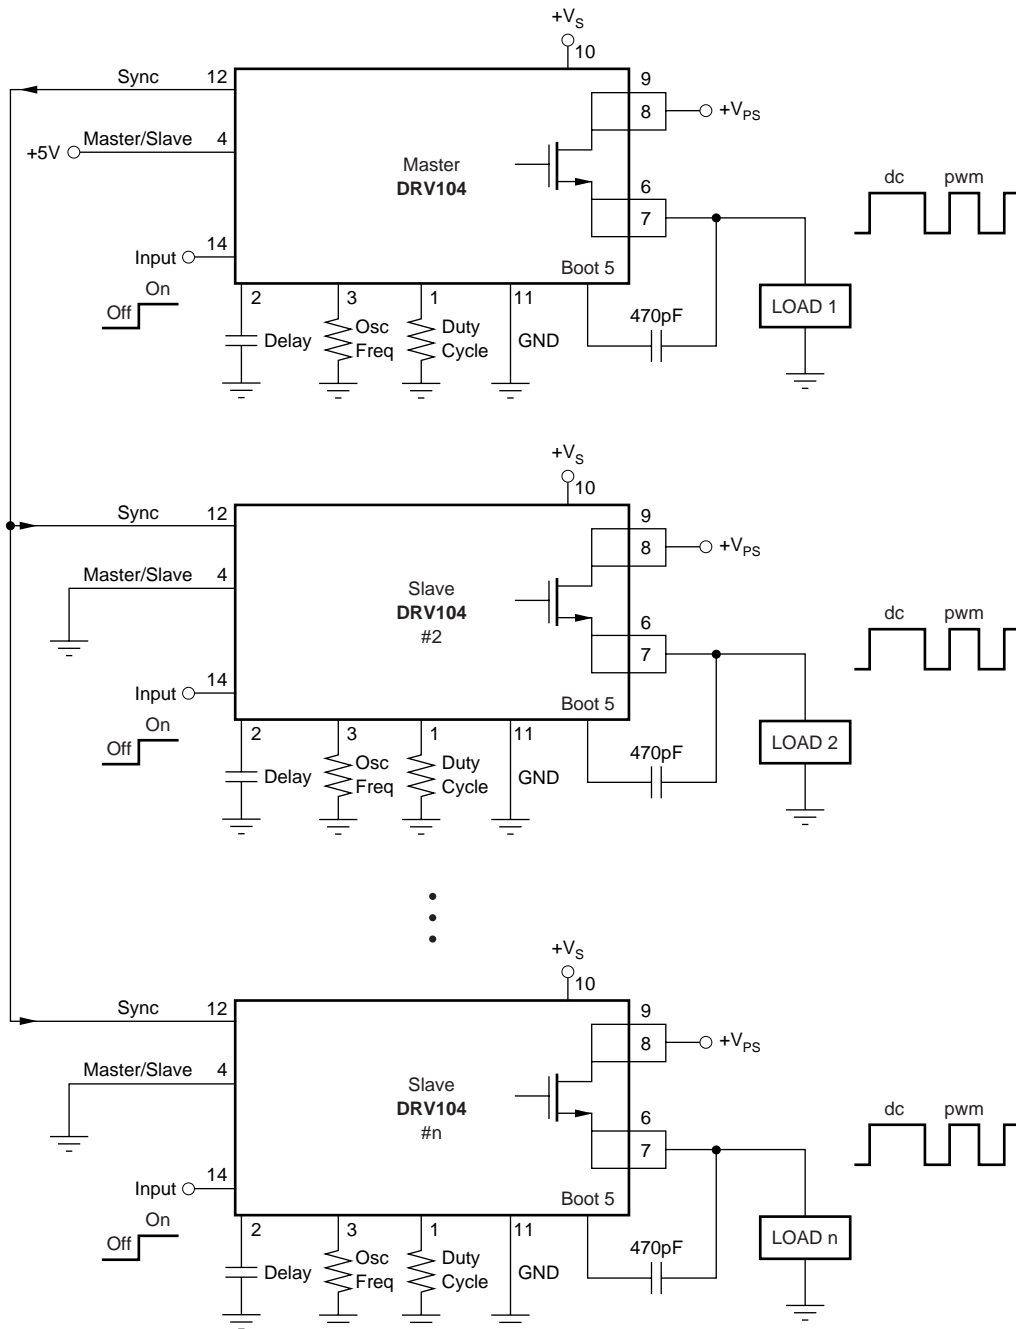 +VS
10
Sync
12
9
8
+VPS
Master/Slave
4
+5V
Master
DRV104
6
7
dc
pwm
Input
14
Boot 5
On
Off
2
3
1
11
470pF
LOAD 1
Delay
Osc
Freq
Duty
Cycle
GND
+VS
10
Sync
12
9
8
+VPS
Master/Slave
4
Slave
DRV104
#2
6
7
dc
pwm
Input
14
Boot 5
On
Off
2
3
1
11
470pF
LOAD 2
Delay
Osc
Freq
Duty
Cycle
GND
+VS
10
Sync
12
9
8
+VPS
Master/Slave
4
Slave
DRV104
#n
6
7
dc
pwm
Input
14
Boot 5
On
Off
2
3
1
11
470pF
LOAD n
Delay
Osc
Freq
Duty
Cycle
GND